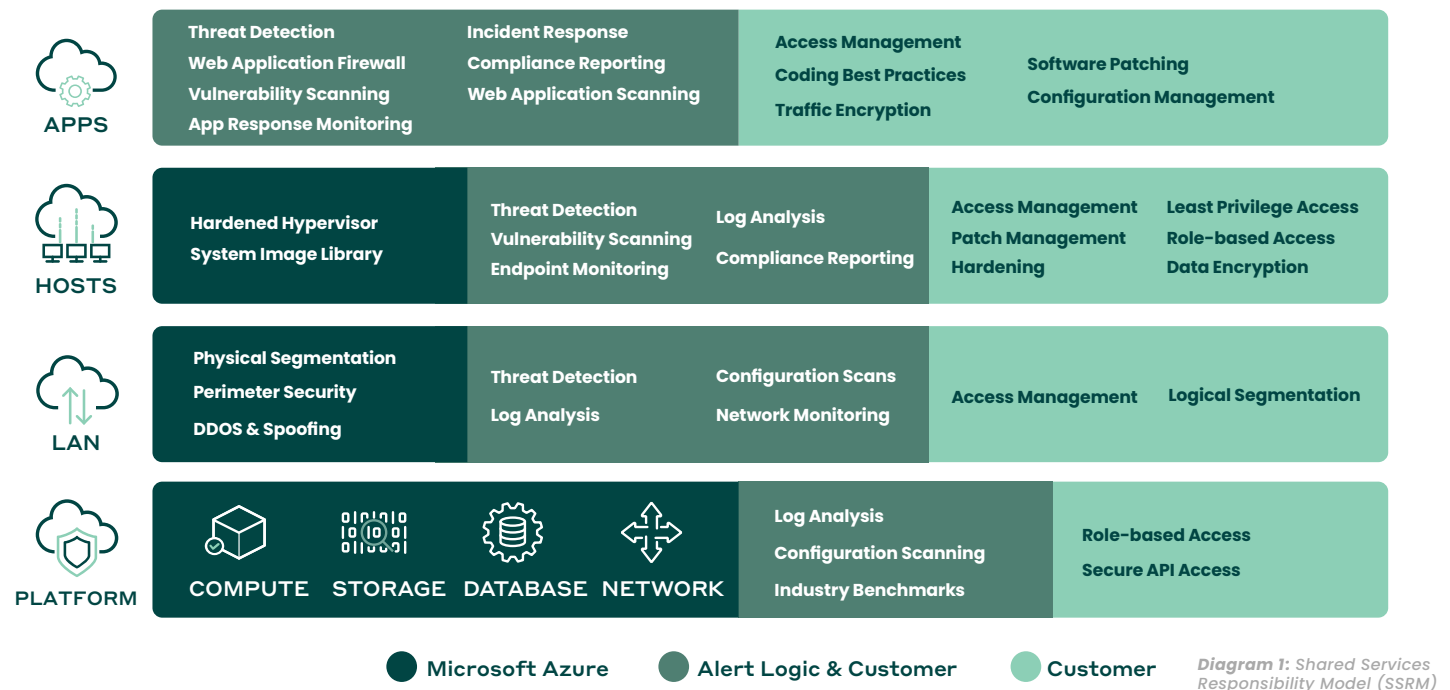 APPS
Threat Detection
Web Application Firewall
Vulnerability Scanning
App Response Monitoring
Incident Response
Compliance Reporting
Web Application Scanning
Access Management
Coding Best Practices
Traffic Encryption
Software Patching
Configuration Management
HOSTS
Hardened Hypervisor
System Image Library
Threat Detection
Vulnerability Scanning
Endpoint Monitoring
Log Analysis
Compliance Reporting
Access Management
Patch Management
Hardening
Least Privilege Access
Role-based Access
Data Encryption
LAN
Physical Segmentation
Perimeter Security
DDOS & Spoofing
Threat Detection
Log Analysis
Configuration Scans
Network Monitoring
Access Management
Logical Segmentation
PLATFORM
COMPUTE
STORAGE
DATABASE
NETWORK
Log Analysis
Configuration Scanning
Industry Benchmarks
Role-based Access
Secure API Access
Microsoft Azure
Alert Logic & Customer
Customer
Diagram 1: Shared Services
Responsibility Model (SSRM)